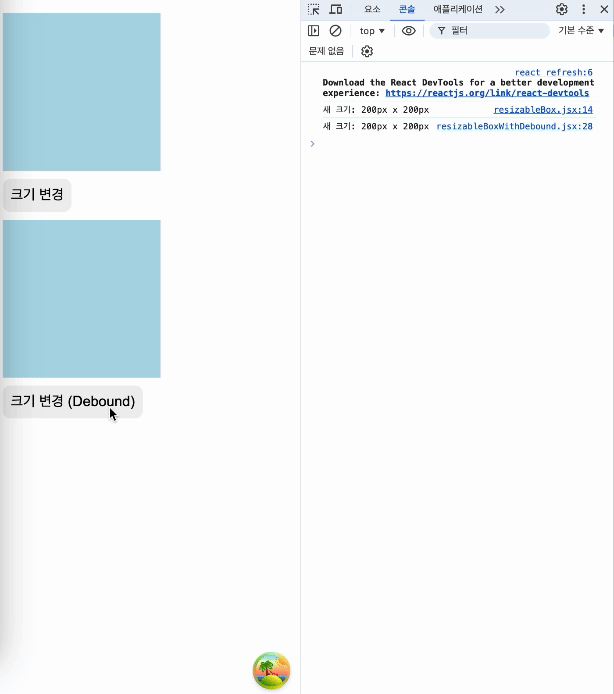 요소 콘솔 애플리케이션
top 필터 기본 수준
문제 없음
react refresh:6
Download the React DevTools for a better development
experience: https://reactjs.org/link/react-devtools
새 크기: 200px x 200px resizableBox.jsx:14
새 크기: 200px x 200px resizableBoxWithDebound.jsx:28
크기 변경
크기 변경 (Debound)